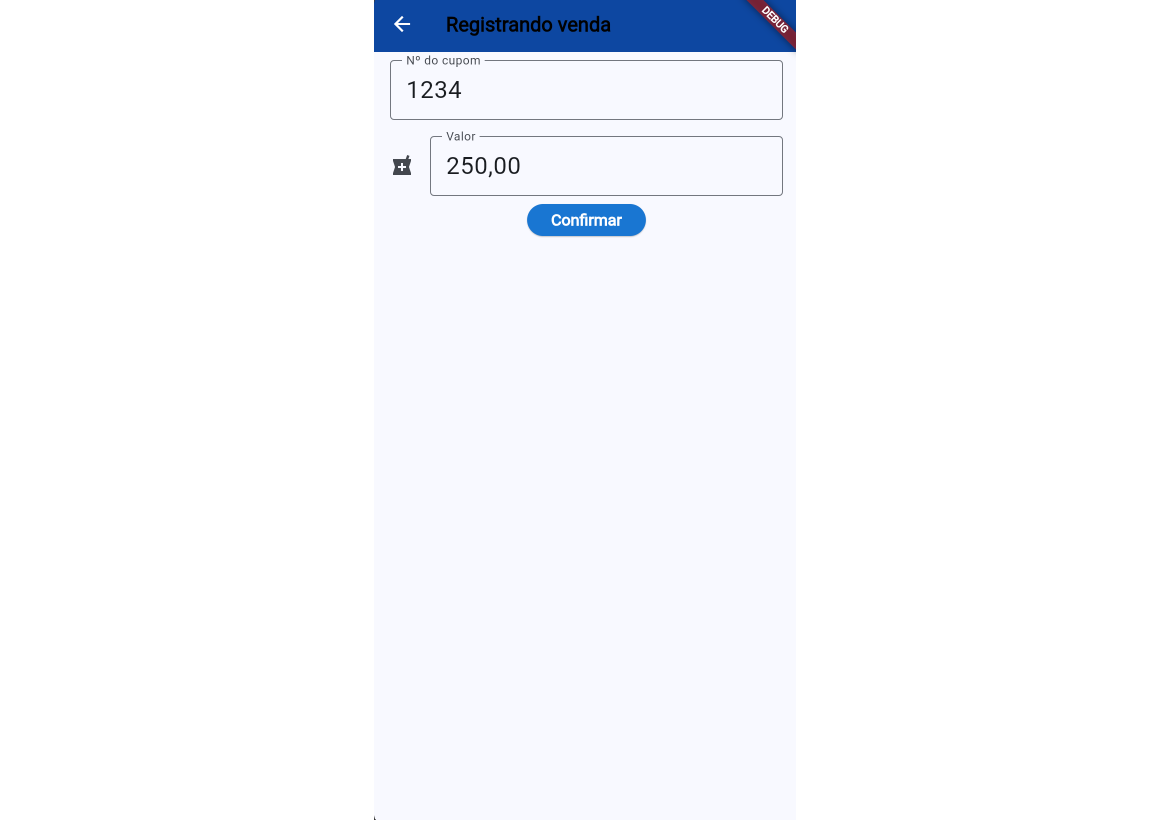 Registrando venda
DEBUG
Nº do cupom
1234
Valor
250,00
Confirmar